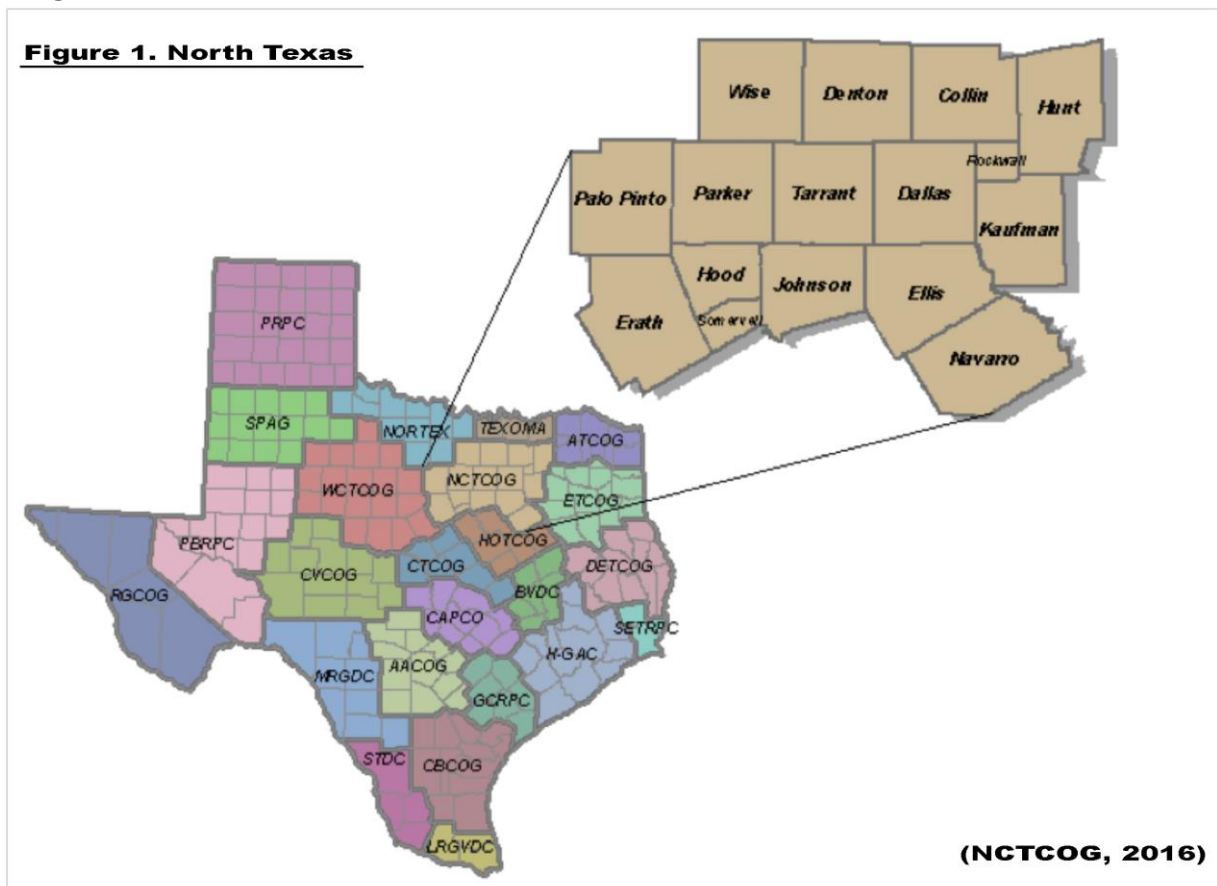 Figure 1. North Texas
Wise
Denton
Collin
Hunt
Rockwall
Palo Pinto
Parker
Tarrant
Dallas
Kaufman
Hood
Johnson
Ellis
Erath
Somervell
Navarro
PRPC
SPAG
NORTEX
TEXOMA
ATCOG
WCTCOG
NCTCOG
ETCOG
PBRPC
HOTCOG
CVCOG
CTCOG
DETCOG
RGCOG
BVDC
CAPCO
SETRPC
H-GAC
AACOG
MRGDC
GCRPC
STDC
CBCOG
LRGVDC
(NCTCOG, 2016)